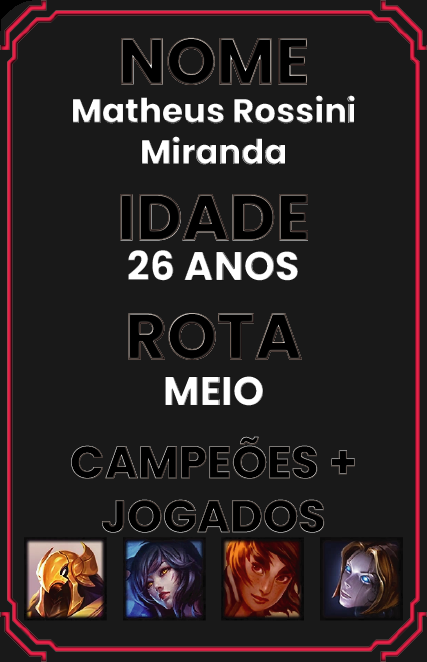 NOME
Matheus Rossini
Miranda
IDADE
26 ANOS
ROTA
MEIO
CAMPEÕES +
JOGADOS